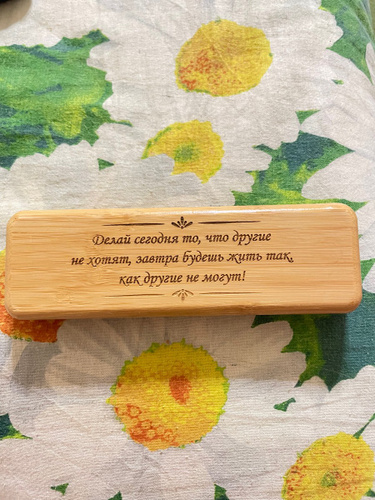 Делай сегодня то, что другие
не хотят, завтра будешь жить так,
как другие не могут!